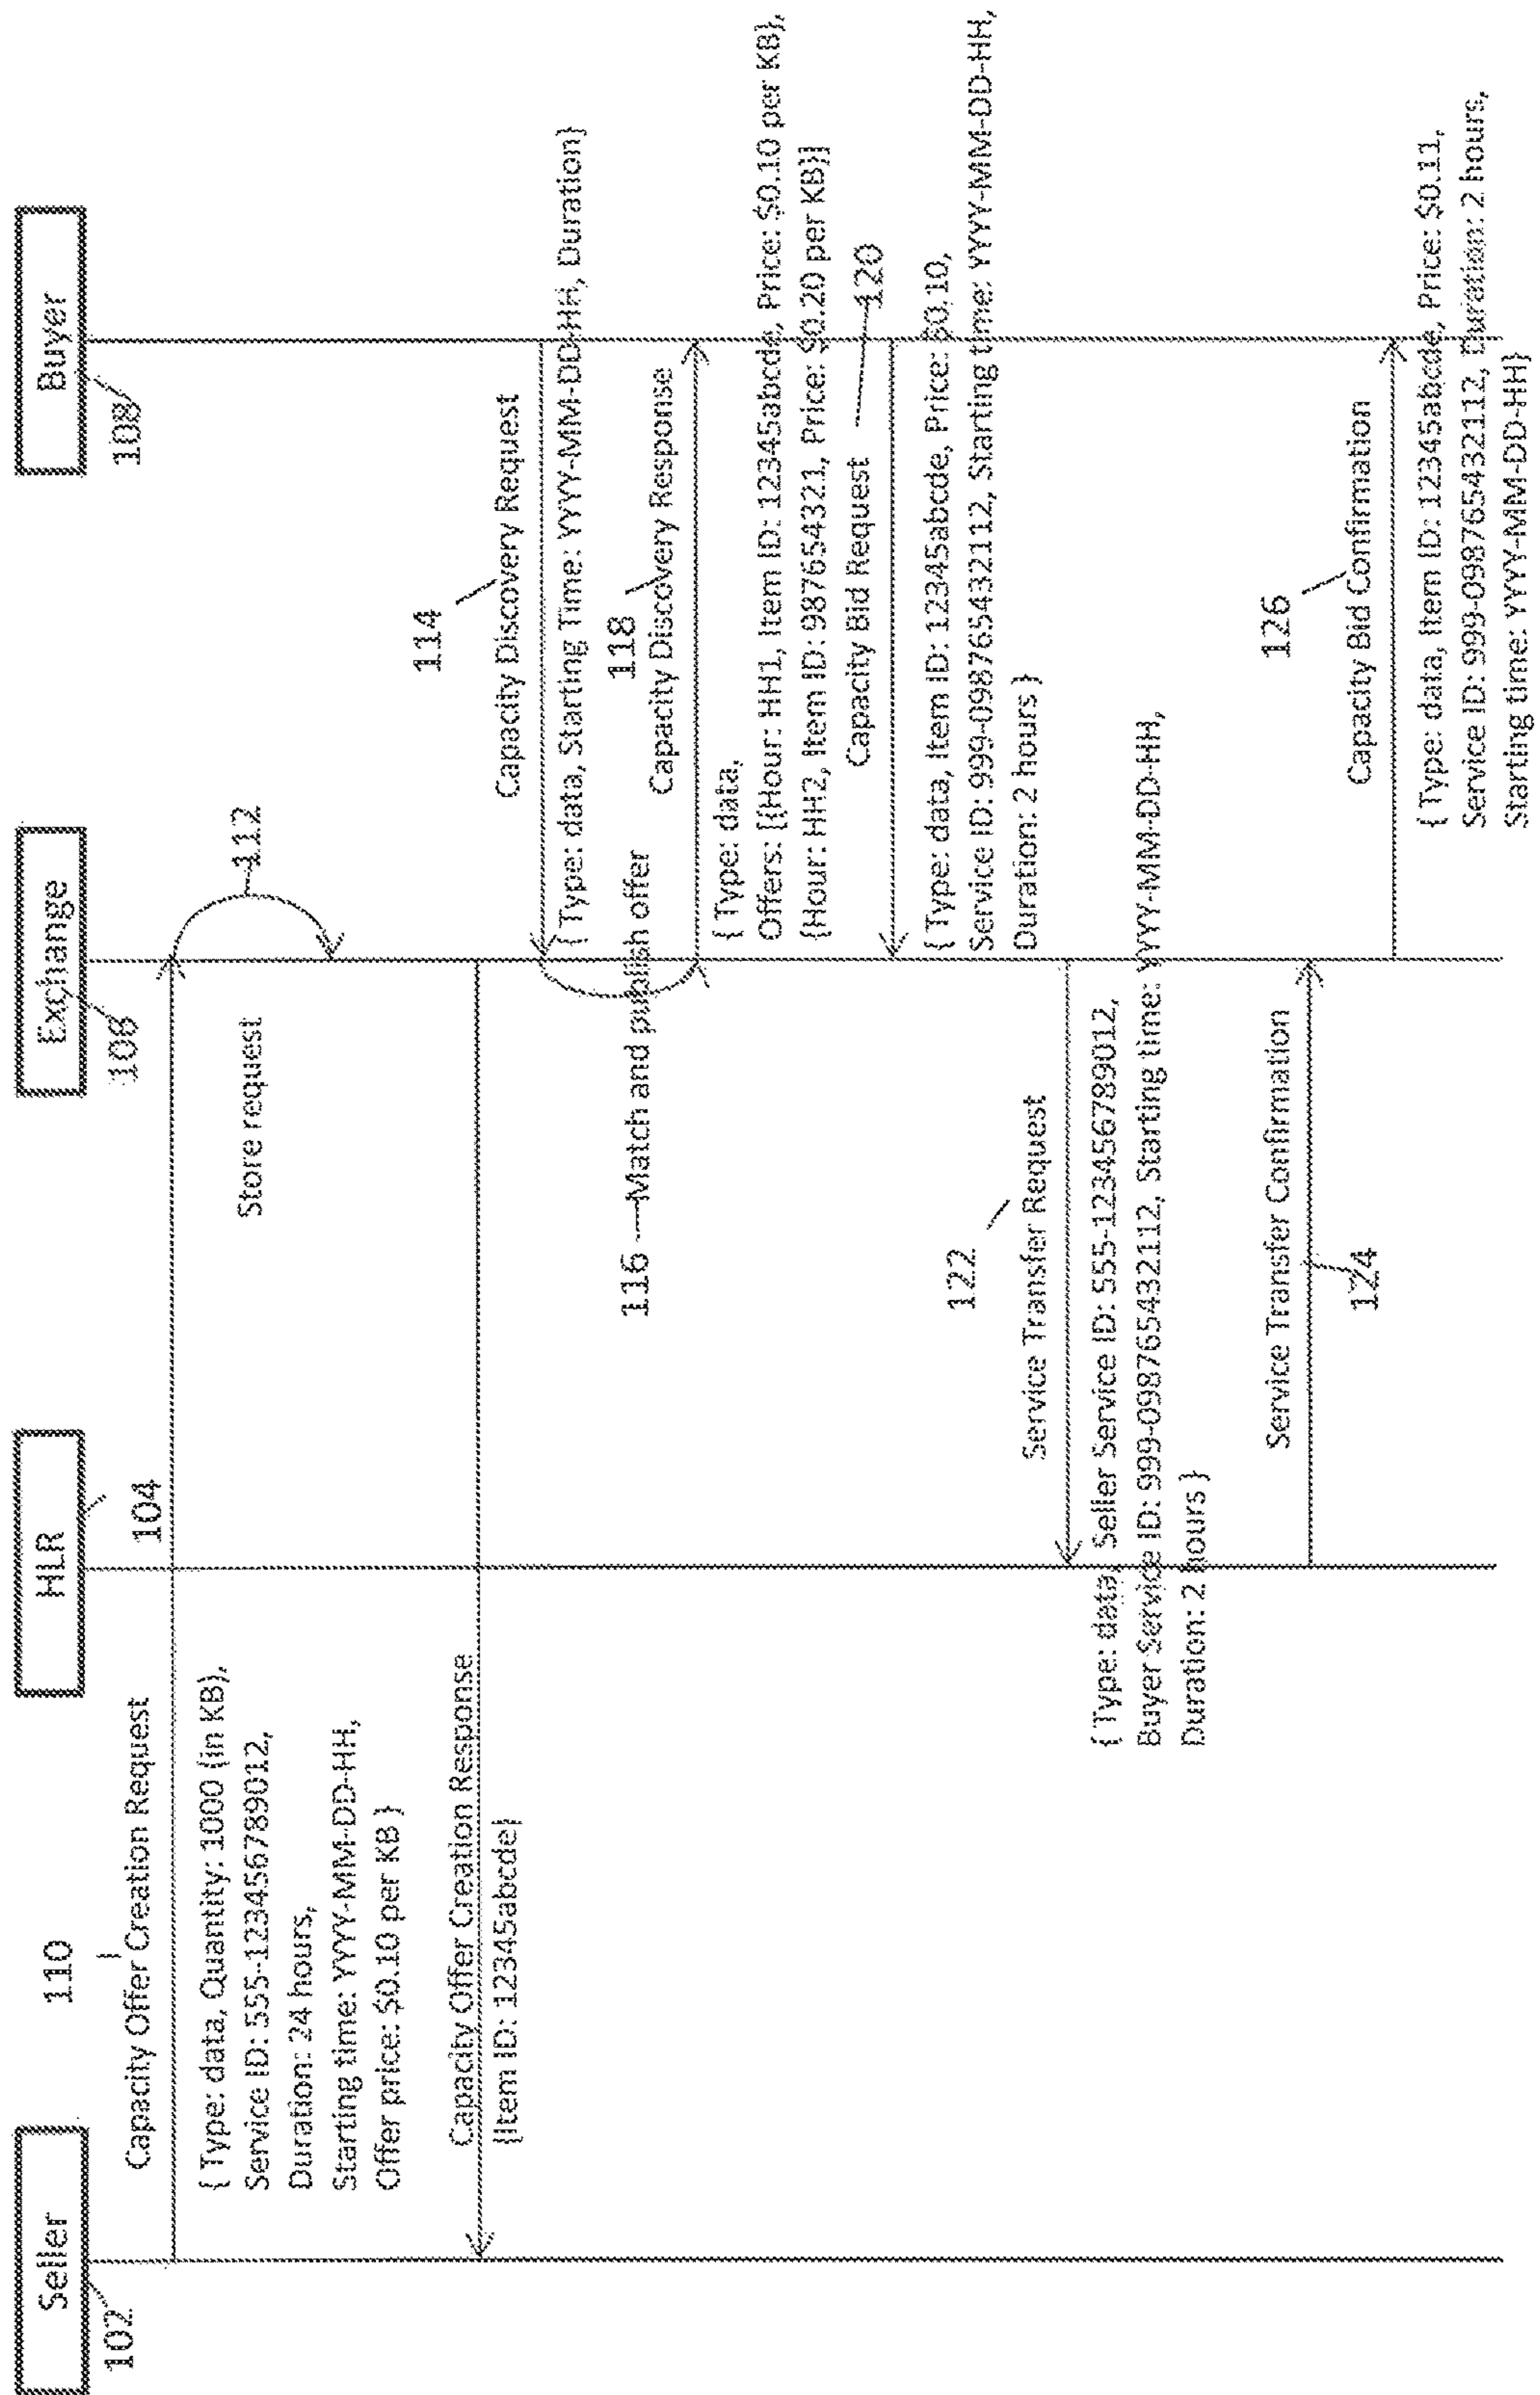 Seller
HLR
Exchange
Buyer
102
104
106
108
110
Capacity Offer Creation Request
{ Type: data, Quantity: 1000 (in KB),
Service ID: 555-123456789012,
Duration: 24 hours,
Starting time: YYYY-MM-DD-HH,
Offer price: $0.10 per KB }
112
Store request
Capacity Offer Creation Response
{Item ID: 12345abcde}
114
Capacity Discovery Request
{ Type: data, Starting Time: YYYY-MM-DD-HH, Duration}
116
Match and publish offer
118
Capacity Discovery Response
{ Type: data,
Offers: [{Hour: HH1, Item ID: 12345abcde, Price: $0.10 per KB},
{Hour: HH2, Item ID: 987654321, Price: $0.20 per KB}]
120
Capacity Bid Request
{ Type: data, Item ID: 12345abcde, Price: $0.10,
Service ID: 999-098765432112, Starting time: YYYY-MM-DD-HH,
Duration: 2 hours }
122
Service Transfer Request
{ Type: data, Seller Service ID: 555-123456789012,
Buyer Service ID: 999-098765432112, Starting time: YYYY-MM-DD-HH,
Duration: 2 hours }
Service Transfer Confirmation
124
126
Capacity Bid Confirmation
{ Type: data, Item ID: 12345abcde, Price: $0.11,
Service ID: 999-098765432112, Duration: 2 hours,
Starting time: YYYY-MM-DD-HH}